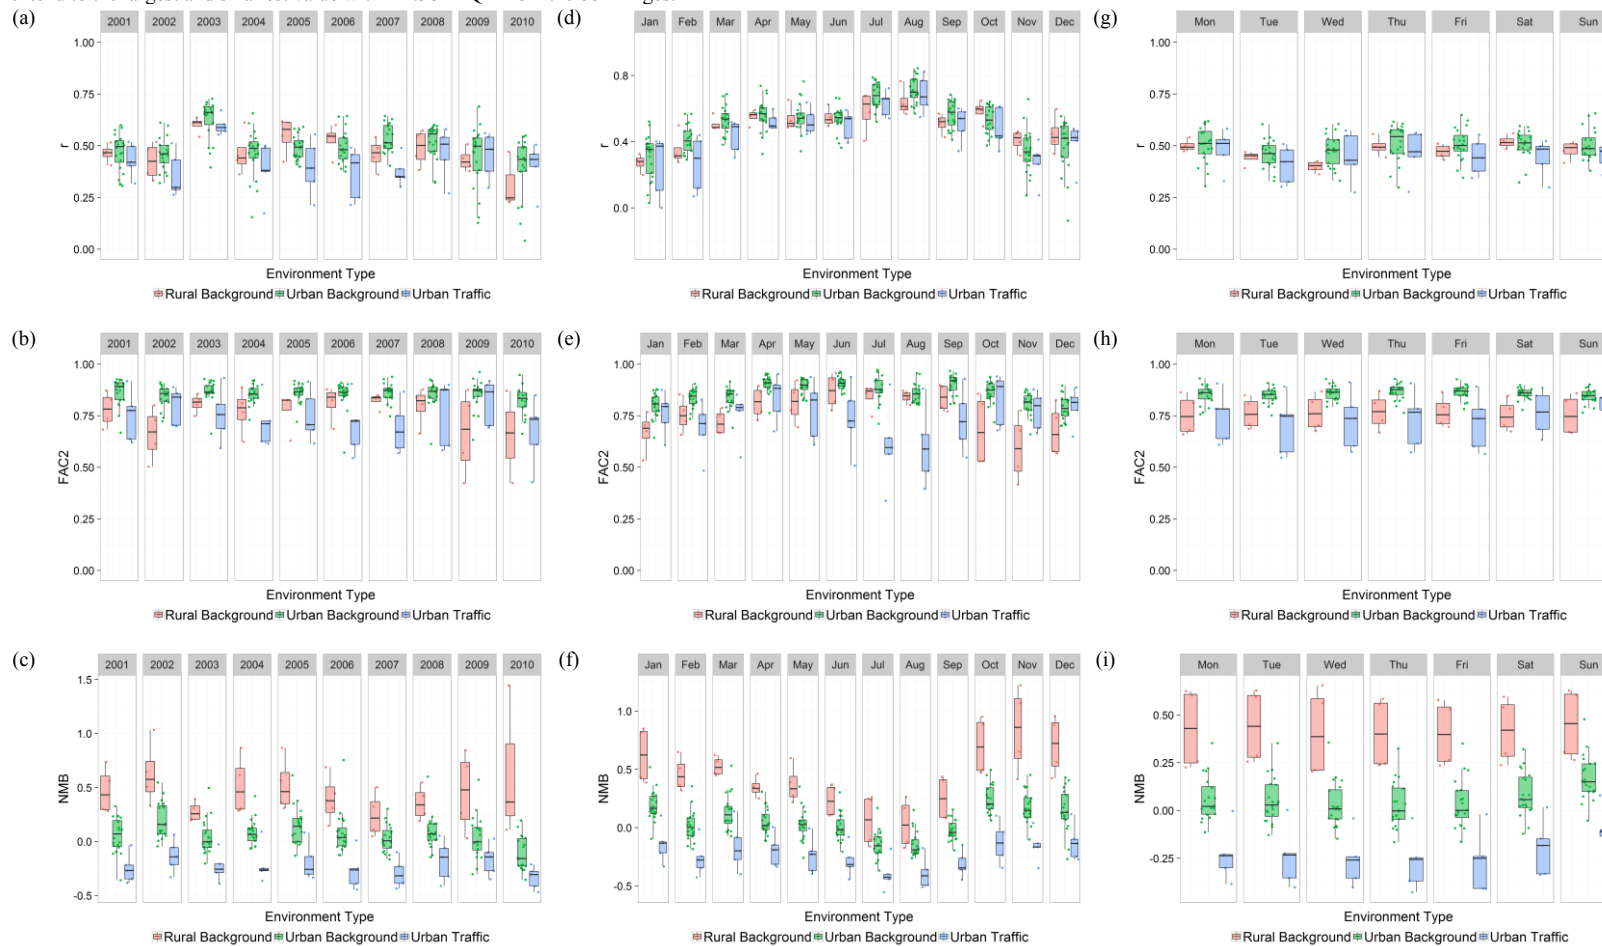 (a)
2001 2002 2003 2004 2005 2006 2007 2008 2009 2010
1.00
0.75
0.50
0.25
0.00
r
Environment Type
Rural Background Urban Background Urban Traffic
(d)
Jan Feb Mar Apr May Jun Jul Aug Sep Oct Nov Dec
0.8
0.4
0.0
r
Environment Type
Rural Background Urban Background Urban Traffic
(g)
Mon Tue Wed Thu Fri Sat Sun
1.00
0.75
0.50
0.25
0.00
r
Environment Type
Rural Background Urban Background Urban Traffic
(b)
2001 2002 2003 2004 2005 2006 2007 2008 2009 2010
1.00
0.75
0.50
0.25
0.00
FAC2
Environment Type
Rural Background Urban Background Urban Traffic
(e)
Jan Feb Mar Apr May Jun Jul Aug Sep Oct Nov Dec
1.00
0.75
0.50
0.25
0.00
FAC2
Environment Type
Rural Background Urban Background Urban Traffic
(h)
Mon Tue Wed Thu Fri Sat Sun
1.00
0.75
0.50
0.25
0.00
FAC2
Environment Type
Rural Background Urban Background Urban Traffic
(c)
2001 2002 2003 2004 2005 2006 2007 2008 2009 2010
1.5
1.0
0.5
0.0
-0.5
NMB
Environment Type
Rural Background Urban Background Urban Traffic
(f)
Jan Feb Mar Apr May Jun Jul Aug Sep Oct Nov Dec
1.0
0.5
0.0
-0.5
NMB
Environment Type
Rural Background Urban Background Urban Traffic
(i)
Mon Tue Wed Thu Fri Sat Sun
0.50
0.25
0.00
-0.25
NMB
Environment Type
Rural Background Urban Background Urban Traffic